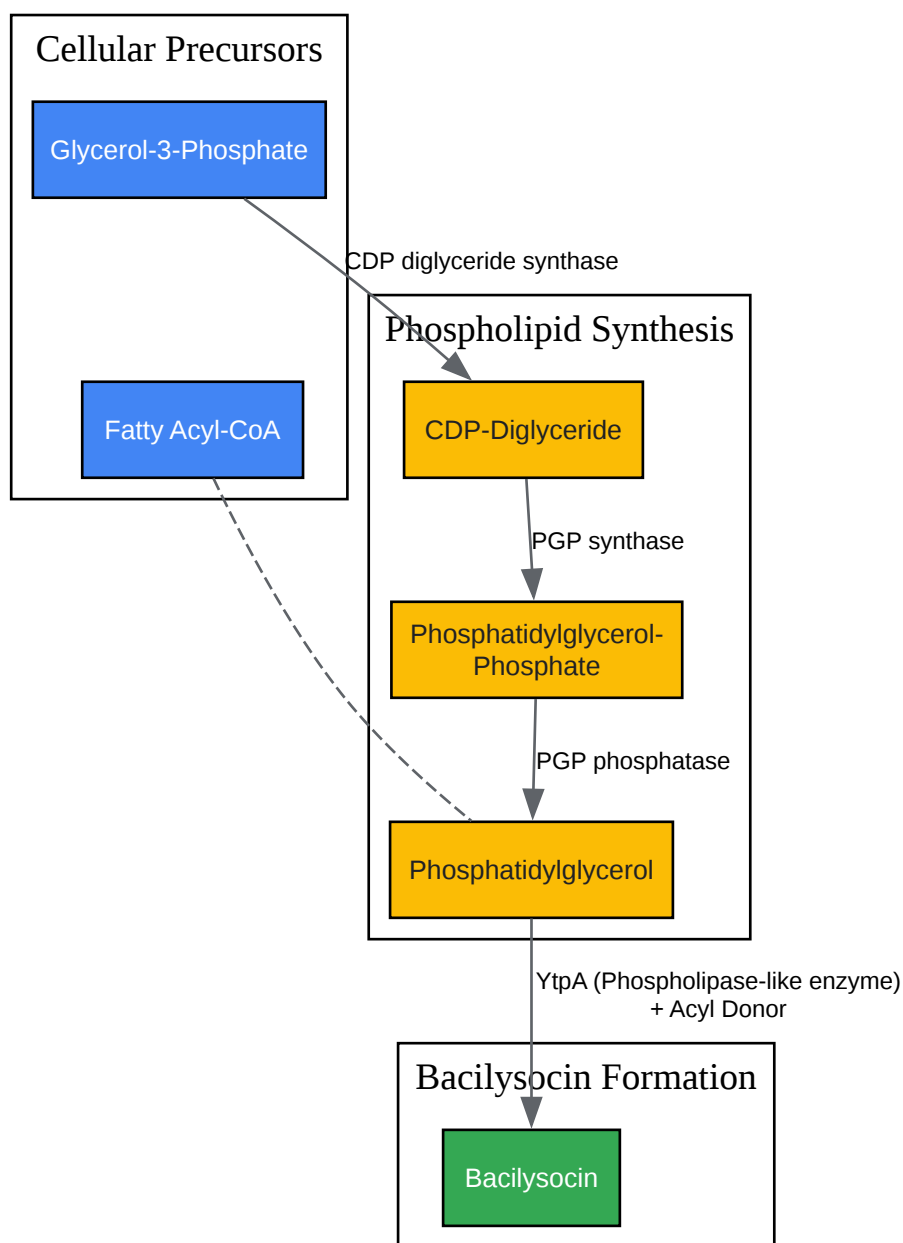 Cellular Precursors
Glycerol-3-Phosphate
CDP diglyceride synthase
Phospholipid Synthesis
Fatty Acyl-CoA
CDP-Diglyceride
PGP synthase
Phosphatidylglycerol-
Phosphate
PGP phosphatase
Phosphatidylglycerol
YtpA (Phospholipase-like enzyme)
+ Acyl Donor
Bacilysocin Formation
Bacilysocin